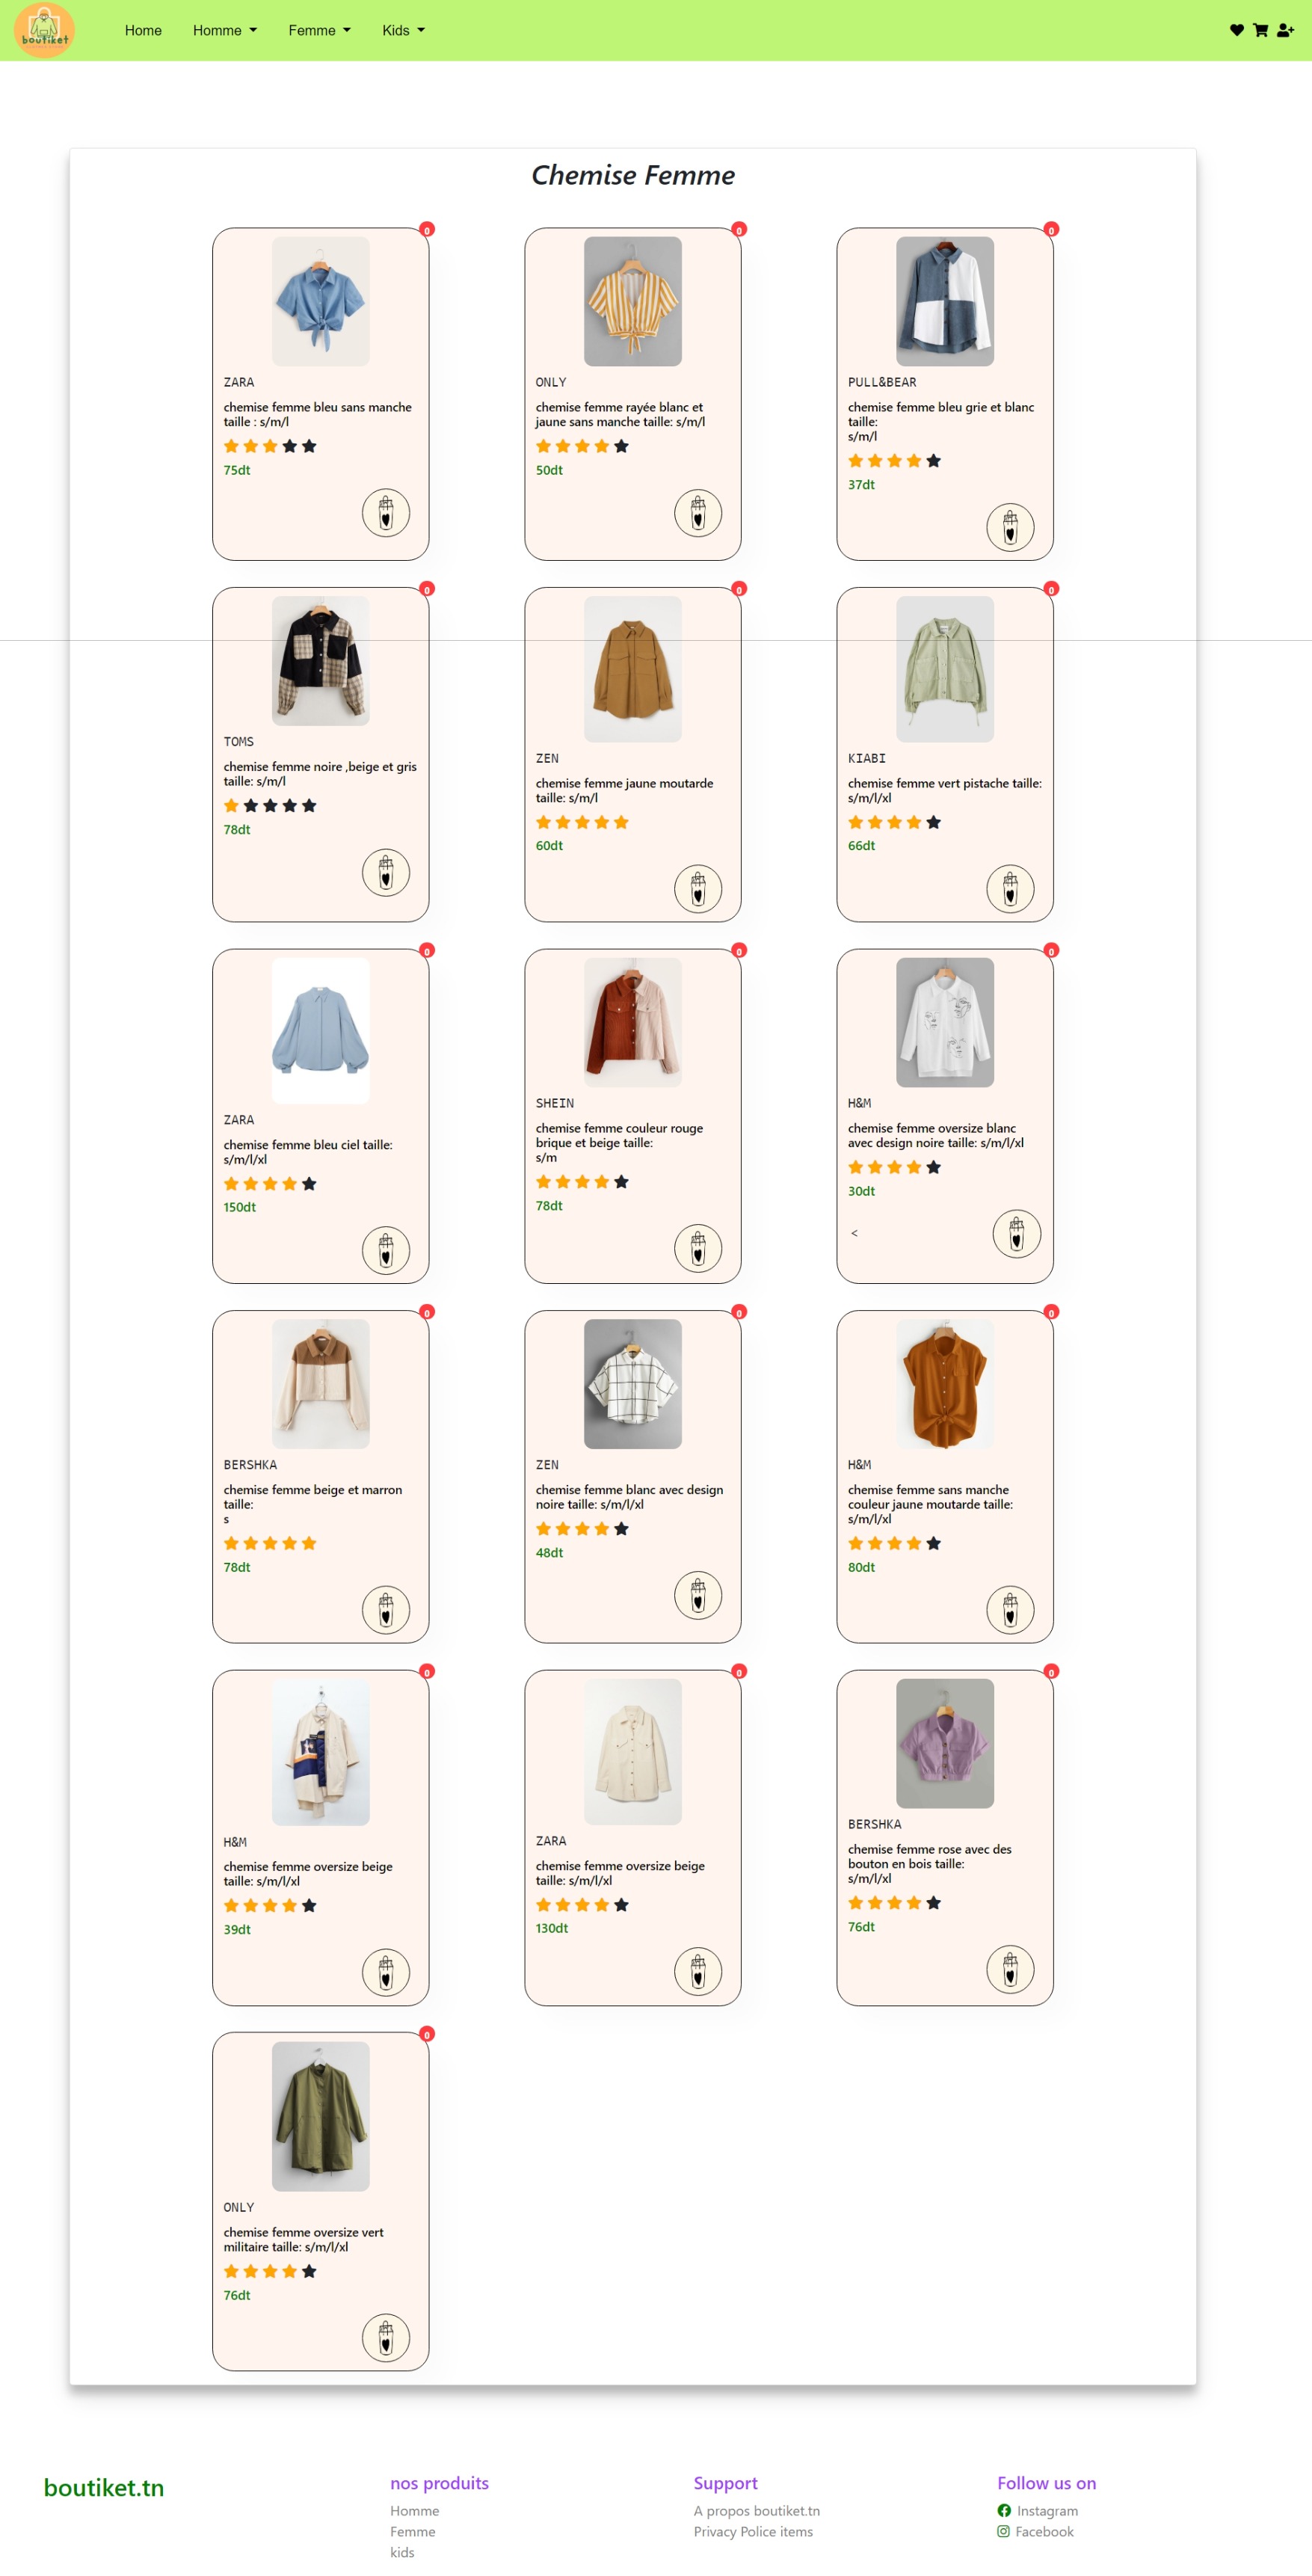 boutiket
Home Homme Femme Kids
Chemise Femme
0
ZARA
chemise femme bleu sans manche
taille : s/m/l
75dt
0
ONLY
chemise femme rayée blanc et
jaune sans manche taille: s/m/l
50dt
0
PULL&BEAR
chemise femme bleu grie et blanc
taille:
s/m/l
37dt
0
TOMS
chemise femme noire ,beige et gris
taille: s/m/l
78dt
0
ZEN
chemise femme jaune moutarde
taille: s/m/l
60dt
0
KIABI
chemise femme vert pistache taille:
s/m/l/xl
66dt
0
ZARA
chemise femme bleu ciel taille:
s/m/l/xl
150dt
0
SHEIN
chemise femme couleur rouge
brique et beige taille:
s/m
78dt
0
H&M
chemise femme oversize blanc
avec design noire taille: s/m/l/xl
30dt
<
0
BERSHKA
chemise femme beige et marron
taille:
s
78dt
0
ZEN
chemise femme blanc avec design
noire taille: s/m/l/xl
48dt
0
H&M
chemise femme sans manche
couleur jaune moutarde taille:
s/m/l/xl
80dt
0
H&M
chemise femme oversize beige
taille: s/m/l/xl
39dt
0
ZARA
chemise femme oversize beige
taille: s/m/l/xl
130dt
0
BERSHKA
chemise femme rose avec des
bouton en bois taille:
s/m/l/xl
76dt
0
ONLY
chemise femme oversize vert
militaire taille: s/m/l/xl
76dt
boutiket.tn
nos produits
Homme
Femme
kids
Support
A propos boutiket.tn
Privacy Police items
Follow us on
Instagram
Facebook